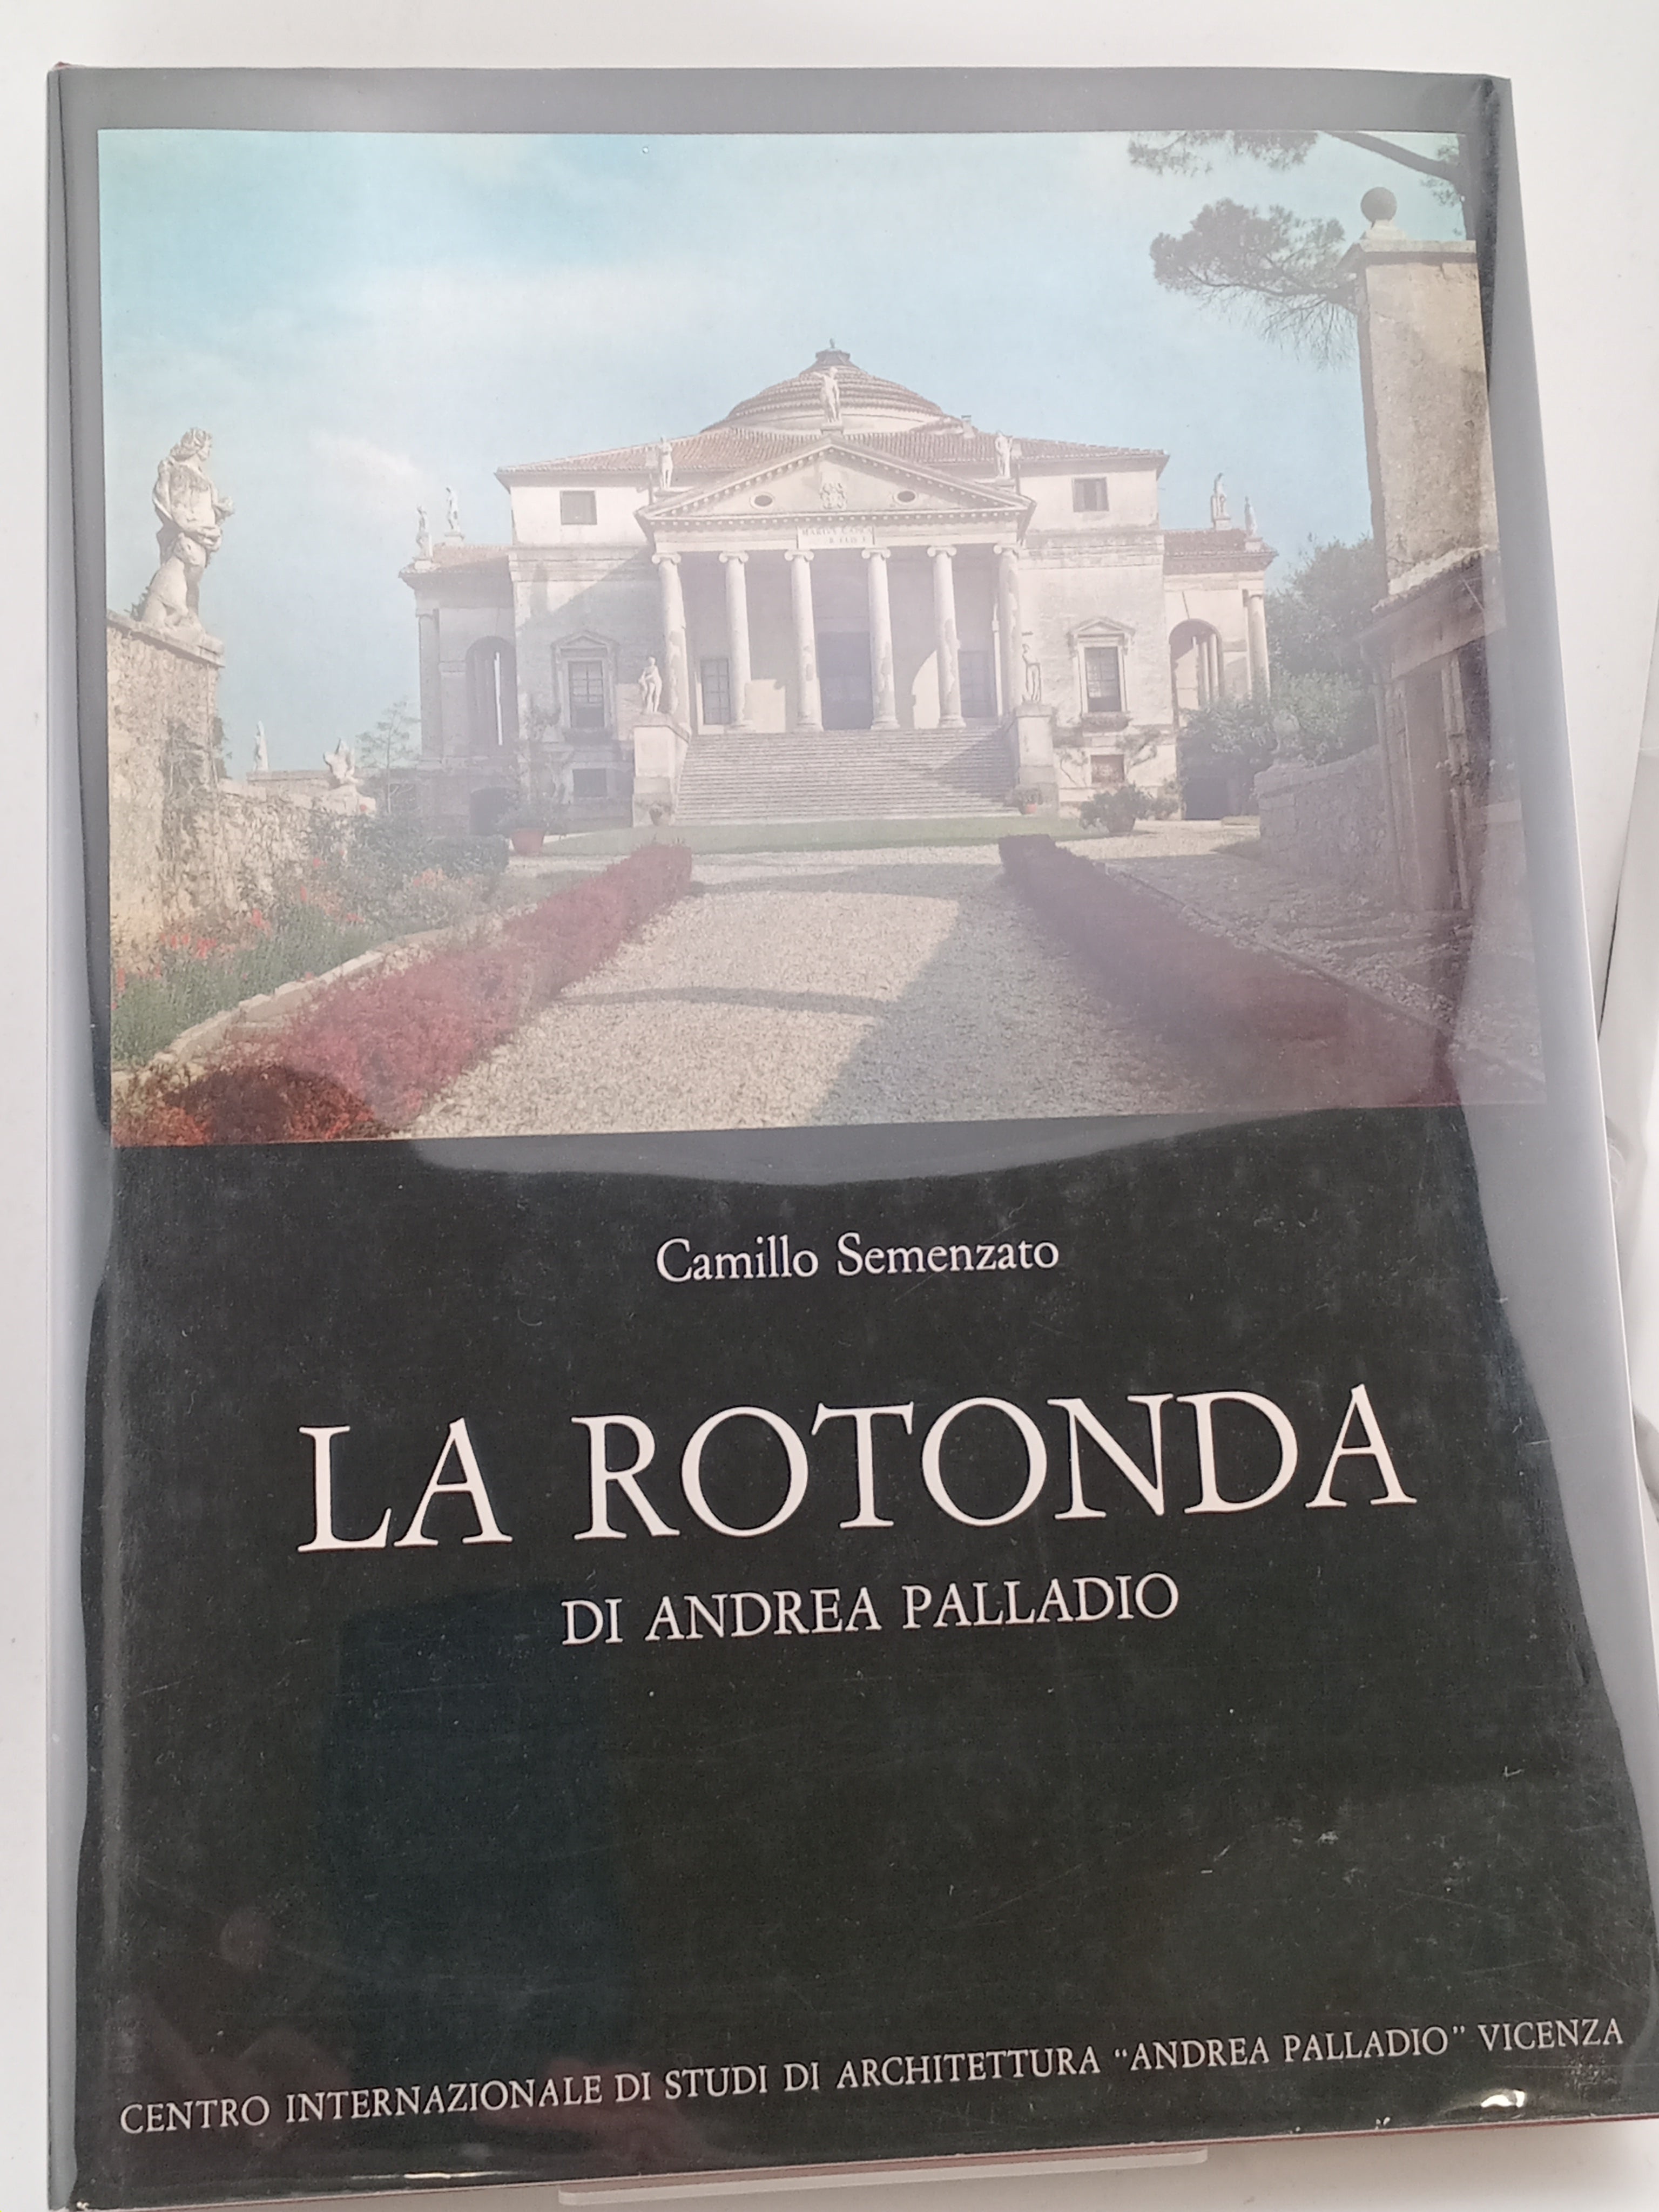 Camillo Semenzato
LA ROTONDA
DI ANDREA PALLADIO
CENTRO INTERNAZIONALE DI STUDI DI ARCHITETTURA "ANDREA PALLADIO" VICENZA